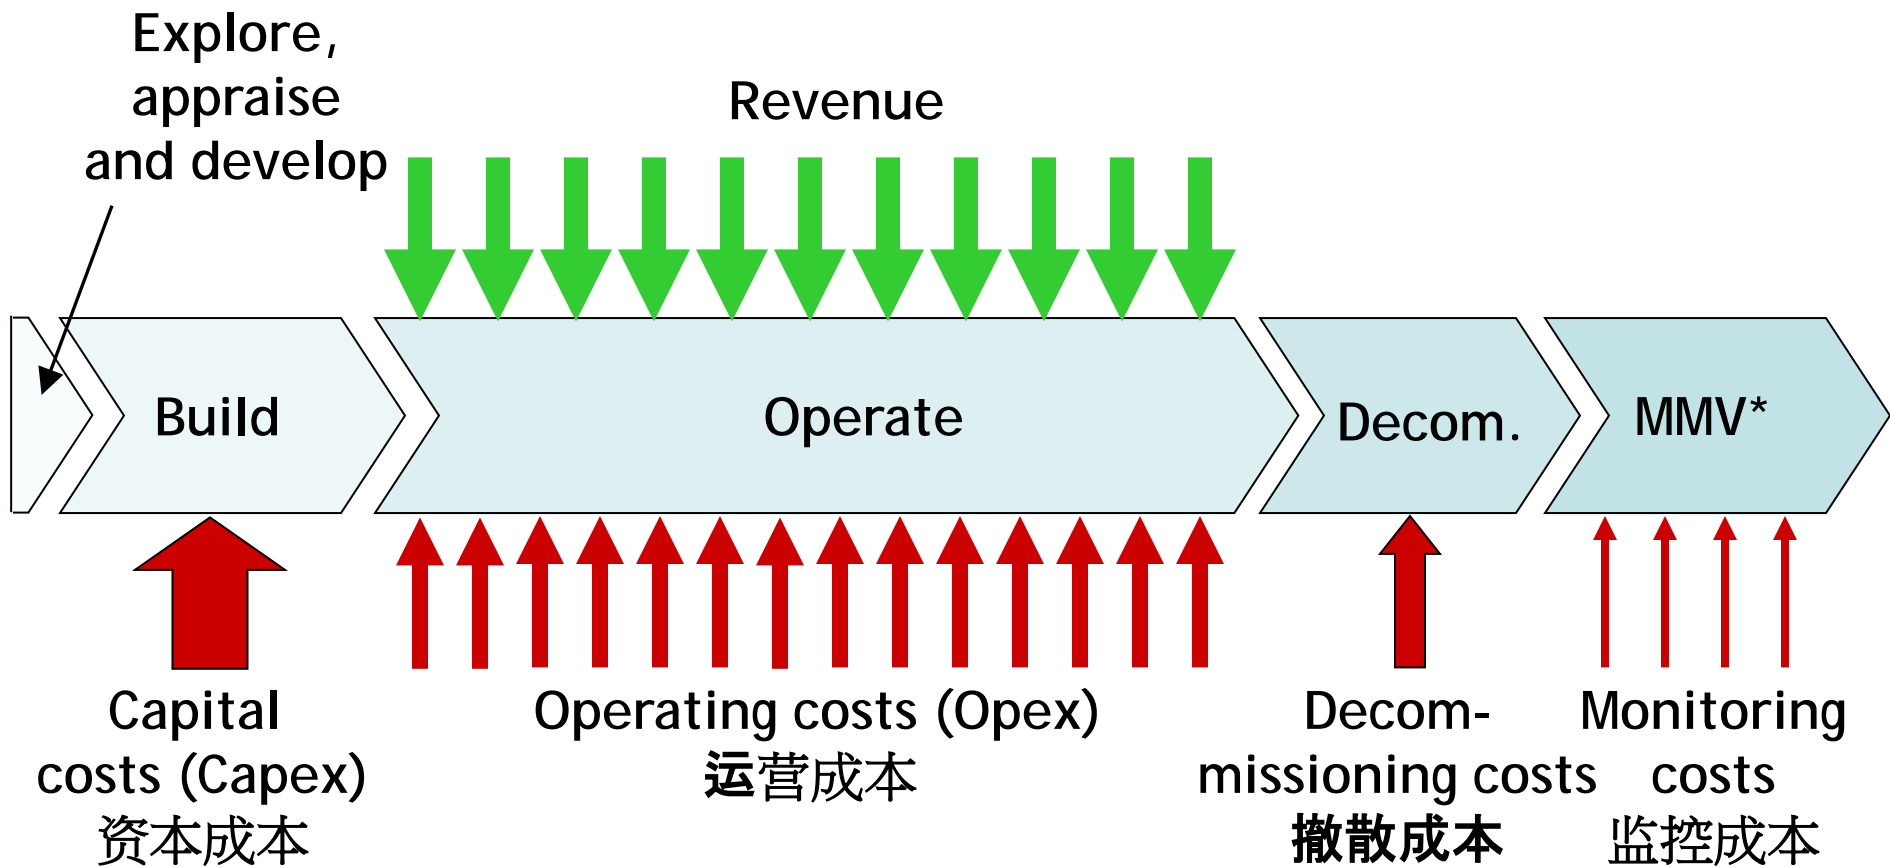 Explore,
appraise
and develop
Revenue
Build
Operate
Decom.
MMV*
Capital
costs (Capex)
资本成本
Operating costs (Opex)
运营成本
Decom-
missioning costs
撤散成本
Monitoring
costs
监控成本